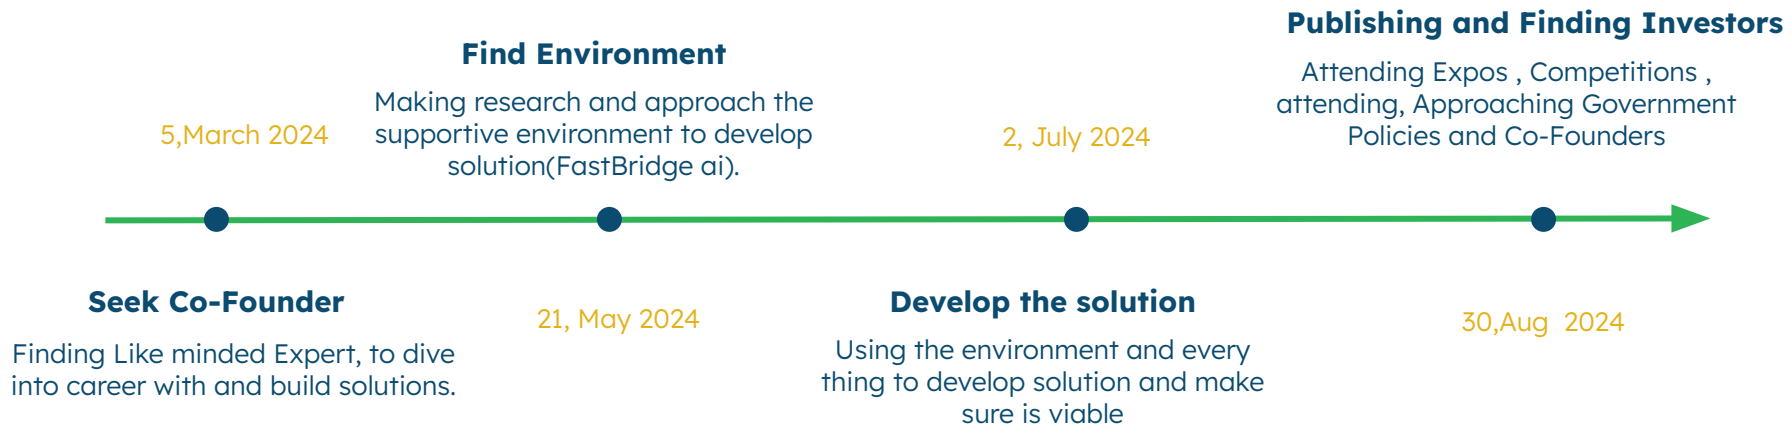 5,March 2024
Seek Co-Founder
Finding Like minded Expert, to dive
into career with and build solutions.
Find Environment
Making research and approach the
supportive environment to develop
solution(FastBridge ai).
21, May 2024
2, July 2024
Develop the solution
Using the environment and every
thing to develop solution and make
sure is viable
Publishing and Finding Investors
Attending Expos , Competitions ,
attending, Approaching Government
Policies and Co-Founders
30,Aug  2024